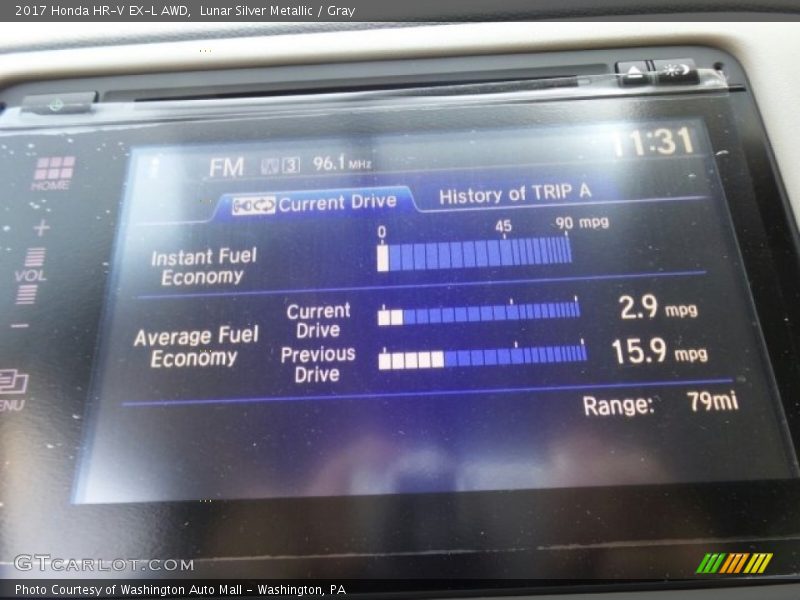 2017 Honda HR-V EX-L AWD, Lunar Silver Metallic / Gray
FM 3 96.1 MHz
11:31
HOME
Current Drive
History of TRIP A
0 45 90 mpg
Instant Fuel
Economy
+
VOL
−
Average Fuel
Economy
Current
Drive
2.9 mpg
Previous
Drive
15.9 mpg
ENU
Range: 79mi
GTCARLOT.COM
Photo Courtesy of Washington Auto Mall - Washington, PA